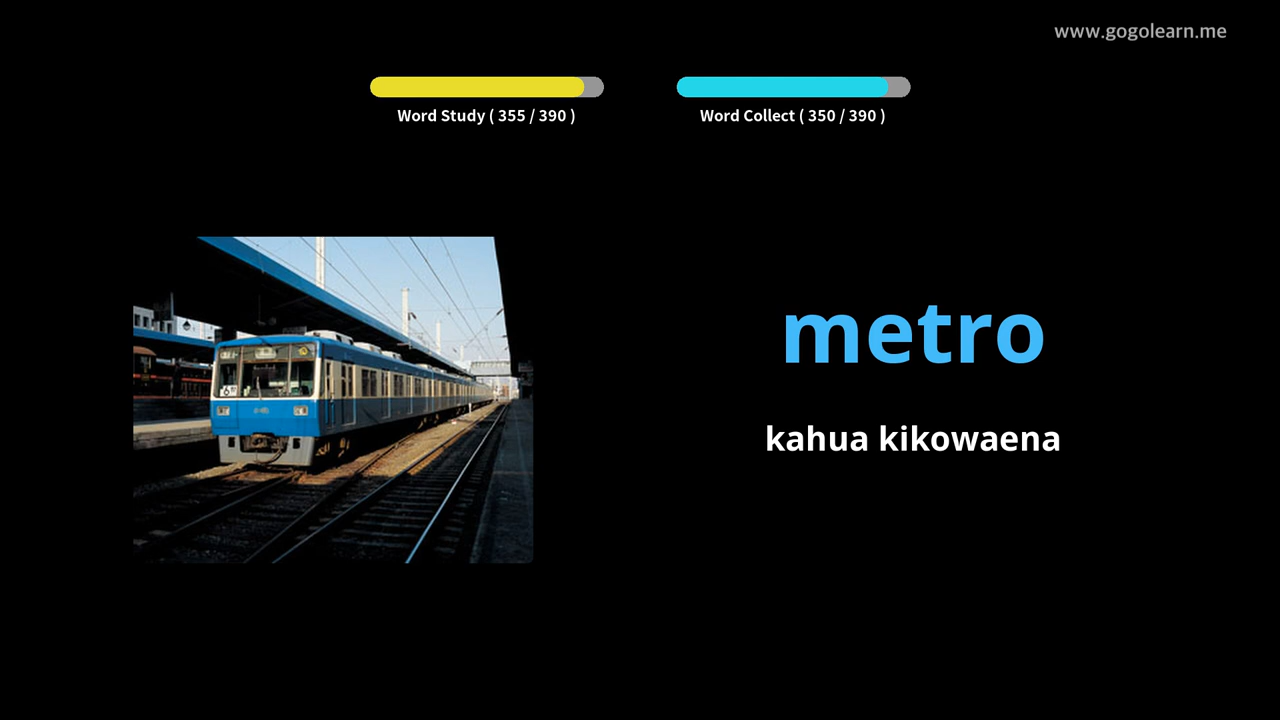 www.gogolearn.me
Word Study ( 355 / 390 )
Word Collect ( 350 / 390 )
metro
kahua kikowaena